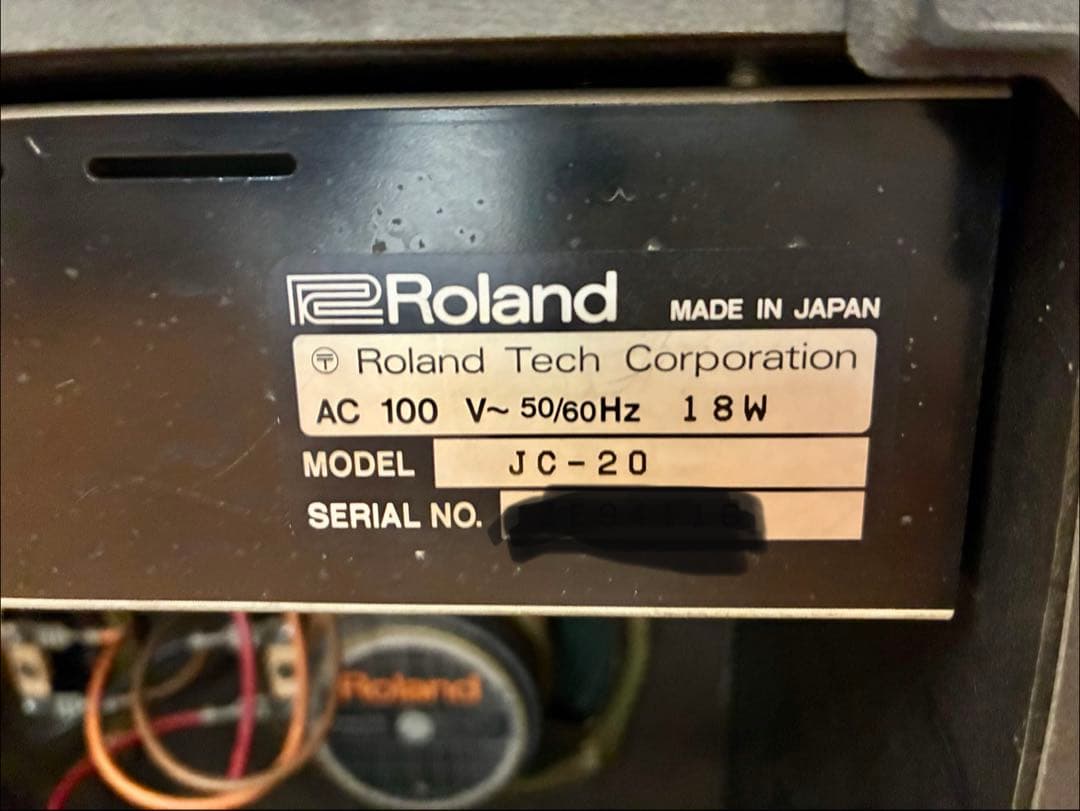 Roland MADE IN JAPAN
〶 Roland Tech Corporation
AC 100 V~ 50/60Hz 18W
MODEL JC-20
SERIAL NO.
Roland